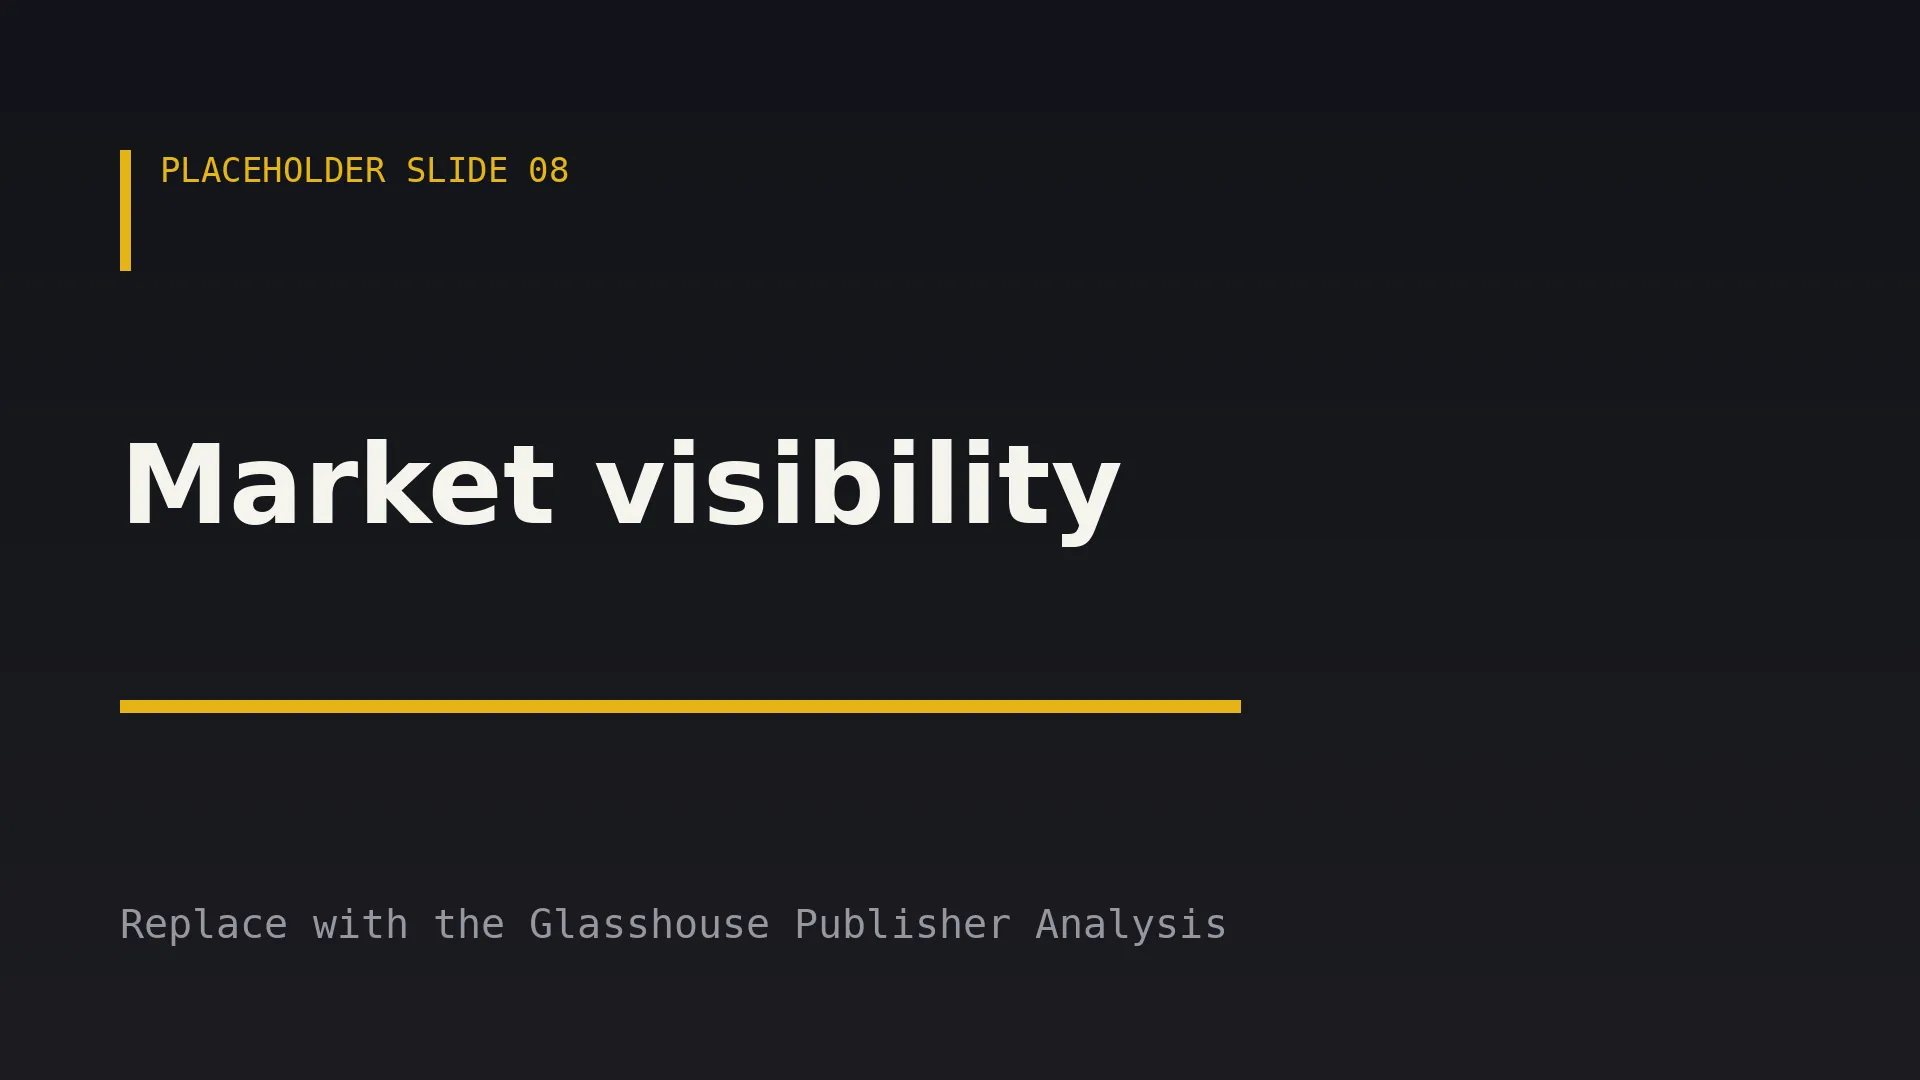 PLACEHOLDER SLIDE 08
Market visibility
Replace with the Glasshouse Publisher Analysis